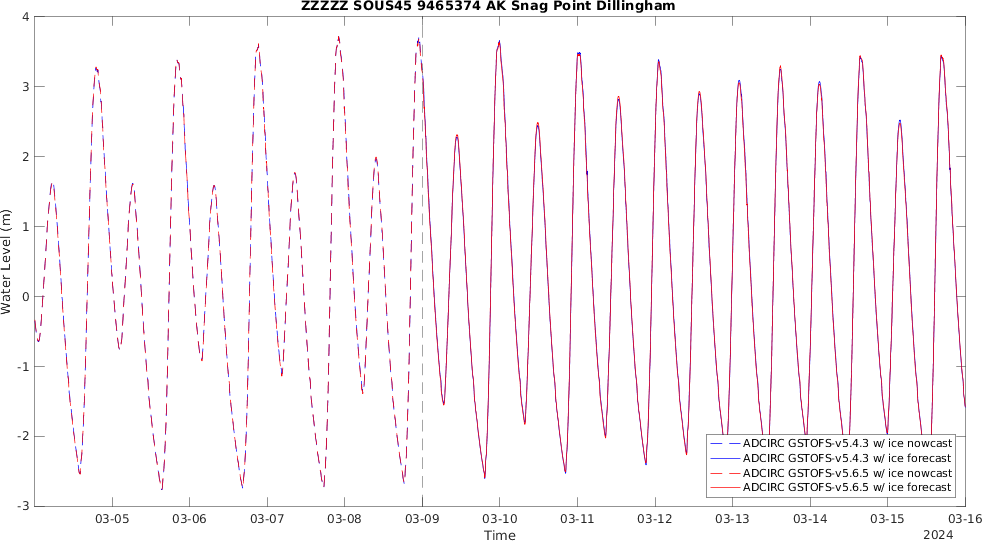 ZZZZZ SOUS45 9465374 AK Snag Point Dillingham
4
3
2
1
0
-1
-2
-3
Water Level (m)
ADCIRC GSTOFS-v5.4.3 w/ ice nowcast
ADCIRC GSTOFS-v5.4.3 w/ ice forecast
ADCIRC GSTOFS-v5.6.5 w/ ice nowcast
ADCIRC GSTOFS-v5.6.5 w/ ice forecast
03-05 03-06 03-07 03-08 03-09 03-10 03-11 03-12 03-13 03-14 03-15 03-16
Time 2024